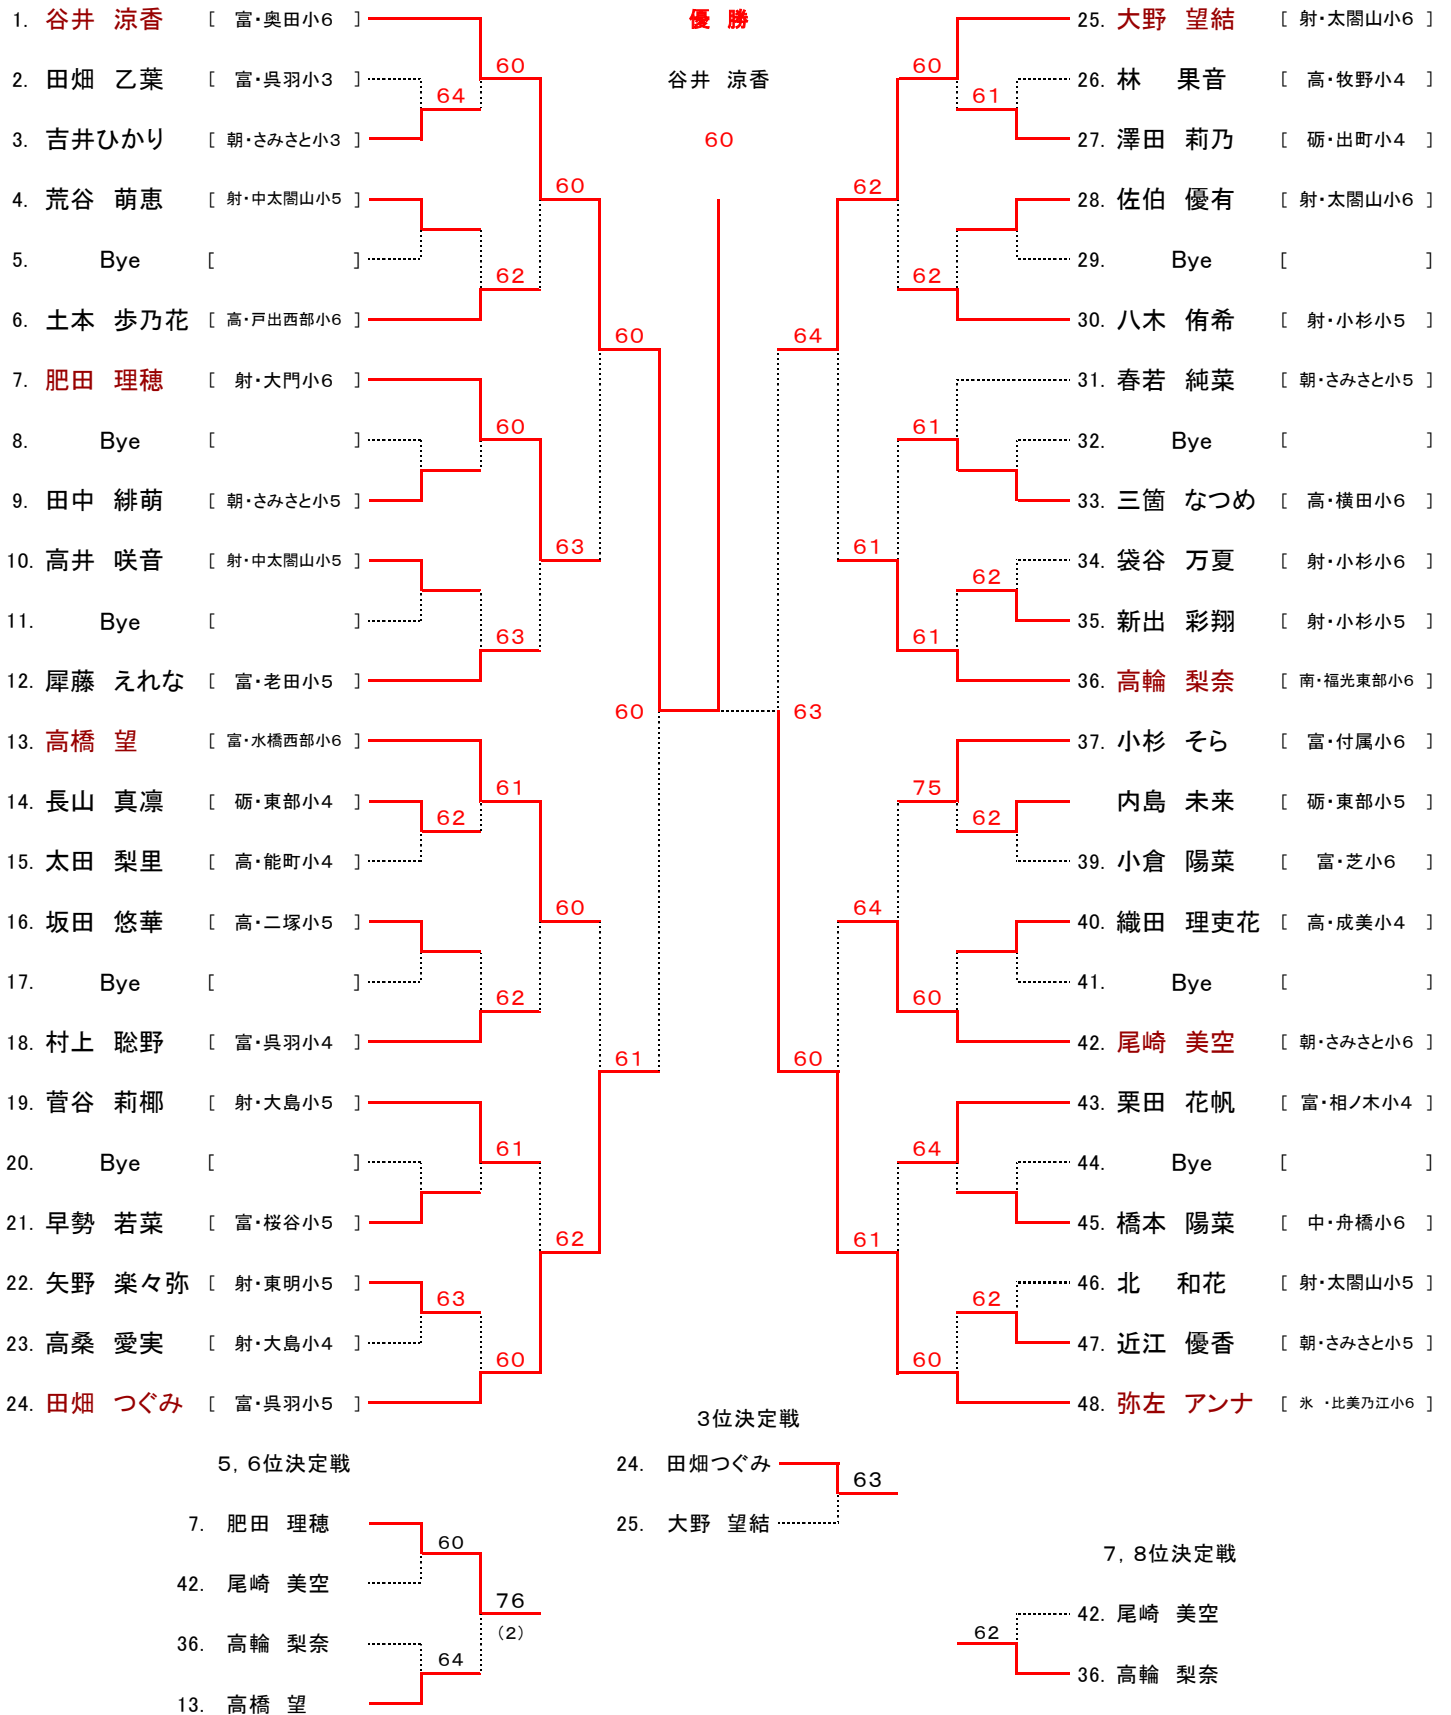 優　勝
谷井　涼香
60
1. 谷井　涼香 [ 富・奥田小6 ]
2. 田畑　乙葉 [ 富・呉羽小3 ]
3. 吉井ひかり [ 朝・さみさと小3 ]
4. 荒谷　萌恵 [ 射・中太閤山小5 ]
5. Bye [ ]
6. 土本　歩乃花 [ 高・戸出西部小6 ]
7. 肥田　理穂 [ 射・大門小6 ]
8. Bye [ ]
9. 田中　緋萌 [ 朝・さみさと小5 ]
10. 高井　咲音 [ 射・中太閤山小5 ]
11. Bye [ ]
12. 犀藤　えれな [ 富・老田小5 ]
13. 高橋　望 [ 富・水橋西部小6 ]
14. 長山　真凛 [ 砺・東部小4 ]
15. 太田　梨里 [ 高・能町小4 ]
16. 坂田　悠華 [ 高・二塚小5 ]
17. Bye [ ]
18. 村上　聡野 [ 富・呉羽小4 ]
19. 菅谷　莉椰 [ 射・大島小5 ]
20. Bye [ ]
21. 早勢　若菜 [ 富・桜谷小5 ]
22. 矢野　楽々弥 [ 射・東明小5 ]
23. 高桑　愛実 [ 射・大島小4 ]
24. 田畑　つぐみ [ 富・呉羽小5 ]
64
62
63
60
62
60
63
61
62
61
60
60
63
60
62
60
61
60
25. 大野　望結 [ 射・太閤山小6 ]
26. 林　果音 [ 高・牧野小4 ]
27. 澤田　莉乃 [ 砺・出町小4 ]
28. 佐伯　優有 [ 射・太閤山小6 ]
29. Bye [ ]
30. 八木　侑希 [ 射・小杉小5 ]
31. 春若　純菜 [ 朝・さみさと小5 ]
32. Bye [ ]
33. 三箇　なつめ [ 高・横田小6 ]
34. 袋谷　万夏 [ 射・小杉小6 ]
35. 新出　彩翔 [ 射・小杉小5 ]
36. 高輪　梨奈 [ 南・福光東部小6 ]
37. 小杉　そら [ 富・付属小6 ]
内島　未来 [ 砺・東部小5 ]
39. 小倉　陽菜 [ 富・芝小6 ]
40. 織田　理吏花 [ 高・成美小4 ]
41. Bye [ ]
42. 尾崎　美空 [ 朝・さみさと小6 ]
43. 栗田　花帆 [ 富・相ノ木小4 ]
44. Bye [ ]
45. 橋本　陽菜 [ 中・舟橋小6 ]
46. 北　和花 [ 射・太閤山小5 ]
47. 近江　優香 [ 朝・さみさと小5 ]
48. 弥左　アンナ [ 氷・比美乃江小6 ]
61
62
62
62
60
62
61
61
75
60
64
60
62
61
64
61
64
60
63
3位決定戦
24. 田畑つぐみ
25. 大野　望結
63
5，6位決定戦
7. 肥田　理穂
42. 尾崎　美空
36. 高輪　梨奈
13. 高橋　望
60
64
76
(2)
7，8位決定戦
42. 尾崎　美空
36. 高輪　梨奈
62